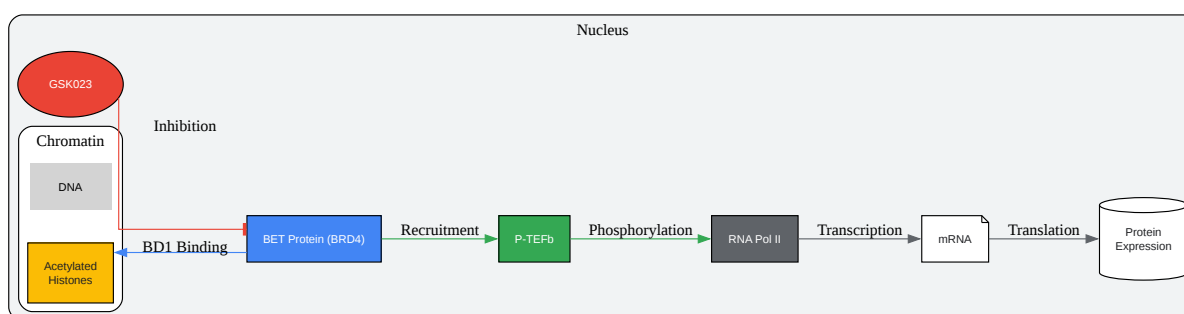 Nucleus
GSK023
Inhibition
Chromatin
DNA
BD1 Binding
Acetylated
Histones
BET Protein (BRD4)
Recruitment
P-TEFb
Phosphorylation
RNA Pol II
Transcription
mRNA
Translation
Protein
Expression